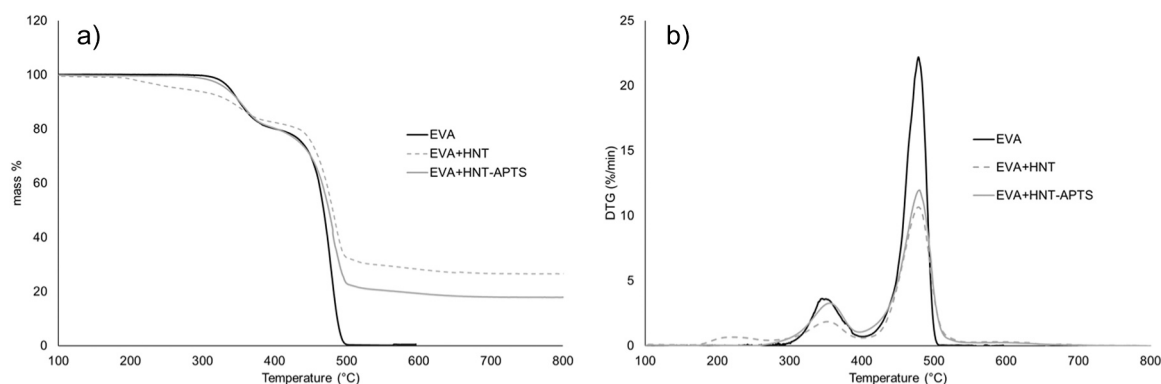 a)
120
100
80
60
40
20
0
mass %
100 200 300 400 500 600 700 800
Temperature (°C)
EVA
EVA+HNT
EVA+HNT-APTS
b)
25
20
15
10
5
0
DTG (%/min)
100 200 300 400 500 600 700 800
Temperature (°C)
EVA
EVA+HNT
EVA+HNT-APTS